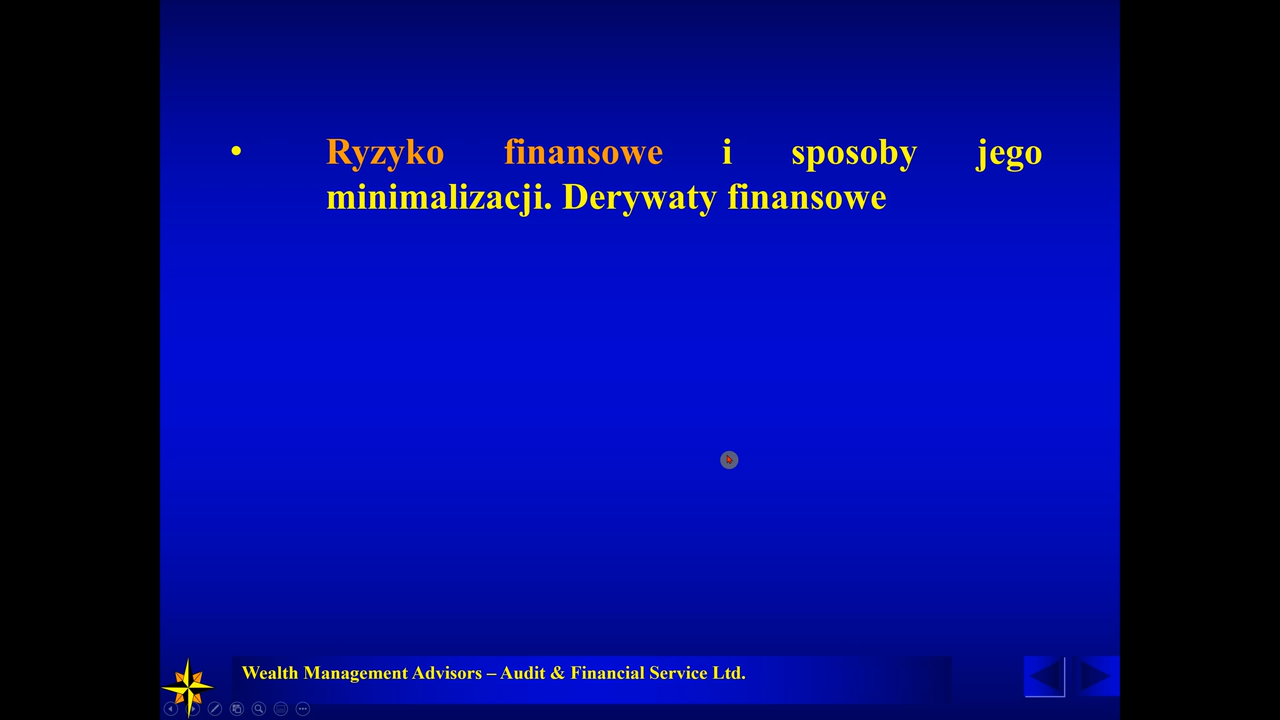 • Ryzyko finansowe i sposoby jego
minimalizacji. Derywaty finansowe
Wealth Management Advisors – Audit & Financial Service Ltd.